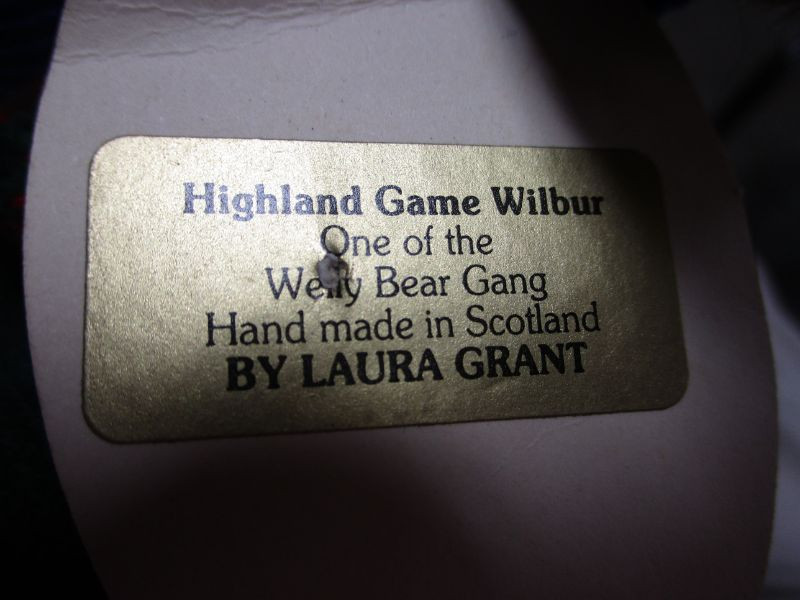 Highland Game Wilbur
One of the
Welly Bear Gang
Hand made in Scotland
BY LAURA GRANT